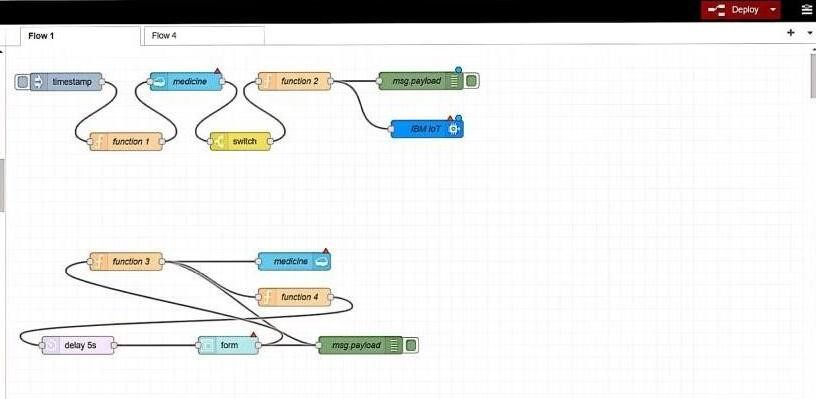 Deploy
Flow 1
Flow 4
timestamp
medicine
function 2
msg.payload
function 1
switch
IBM IoT
function 3
medicine
function 4
delay 5s
form
msg.payload